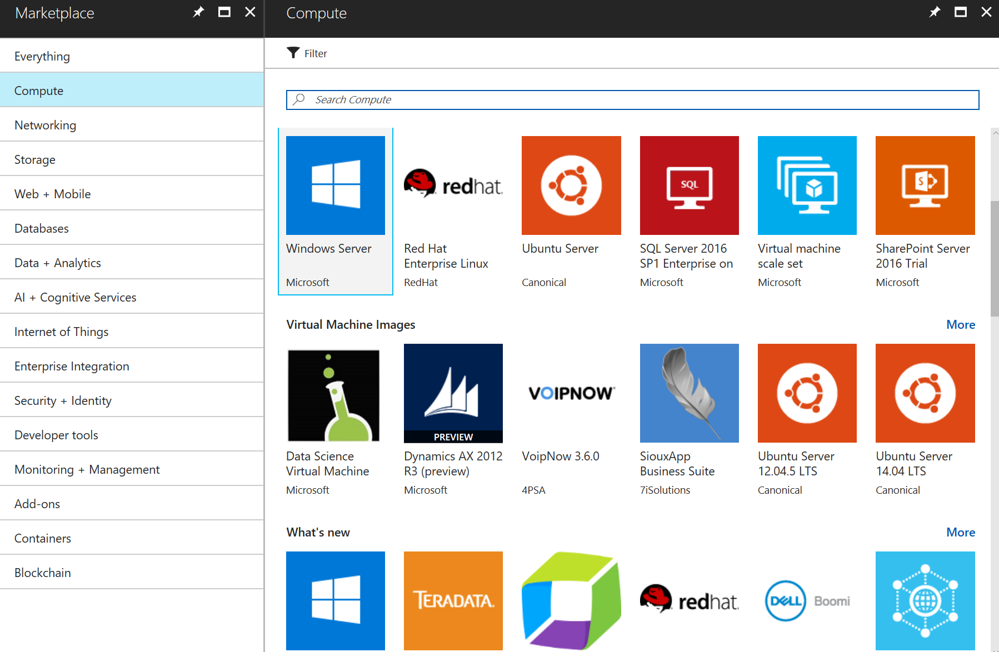 Marketplace
Everything
Compute
Networking
Storage
Web + Mobile
Databases
Data + Analytics
AI + Cognitive Services
Internet of Things
Enterprise Integration
Security + Identity
Developer tools
Monitoring + Management
Add-ons
Containers
Blockchain
Compute
Filter
Search Compute
redhat.
SQL
S
Windows Server
Microsoft
Red Hat
Enterprise Linux
RedHat
Ubuntu Server
Canonical
SQL Server 2016
SP1 Enterprise on
Microsoft
Virtual machine
scale set
Microsoft
SharePoint Server
2016 Trial
Microsoft
Virtual Machine Images
More
PREVIEW
VOIPNOW®
Data Science
Virtual Machine
Microsoft
Dynamics AX 2012
R3 (preview)
Microsoft
VoipNow 3.6.0
4PSA
SiouxApp
Business Suite
7iSolutions
Ubuntu Server
12.04.5 LTS
Canonical
Ubuntu Server
14.04 LTS
Canonical
What's new
More
TERADATA.
redhat.
DELL Boomi